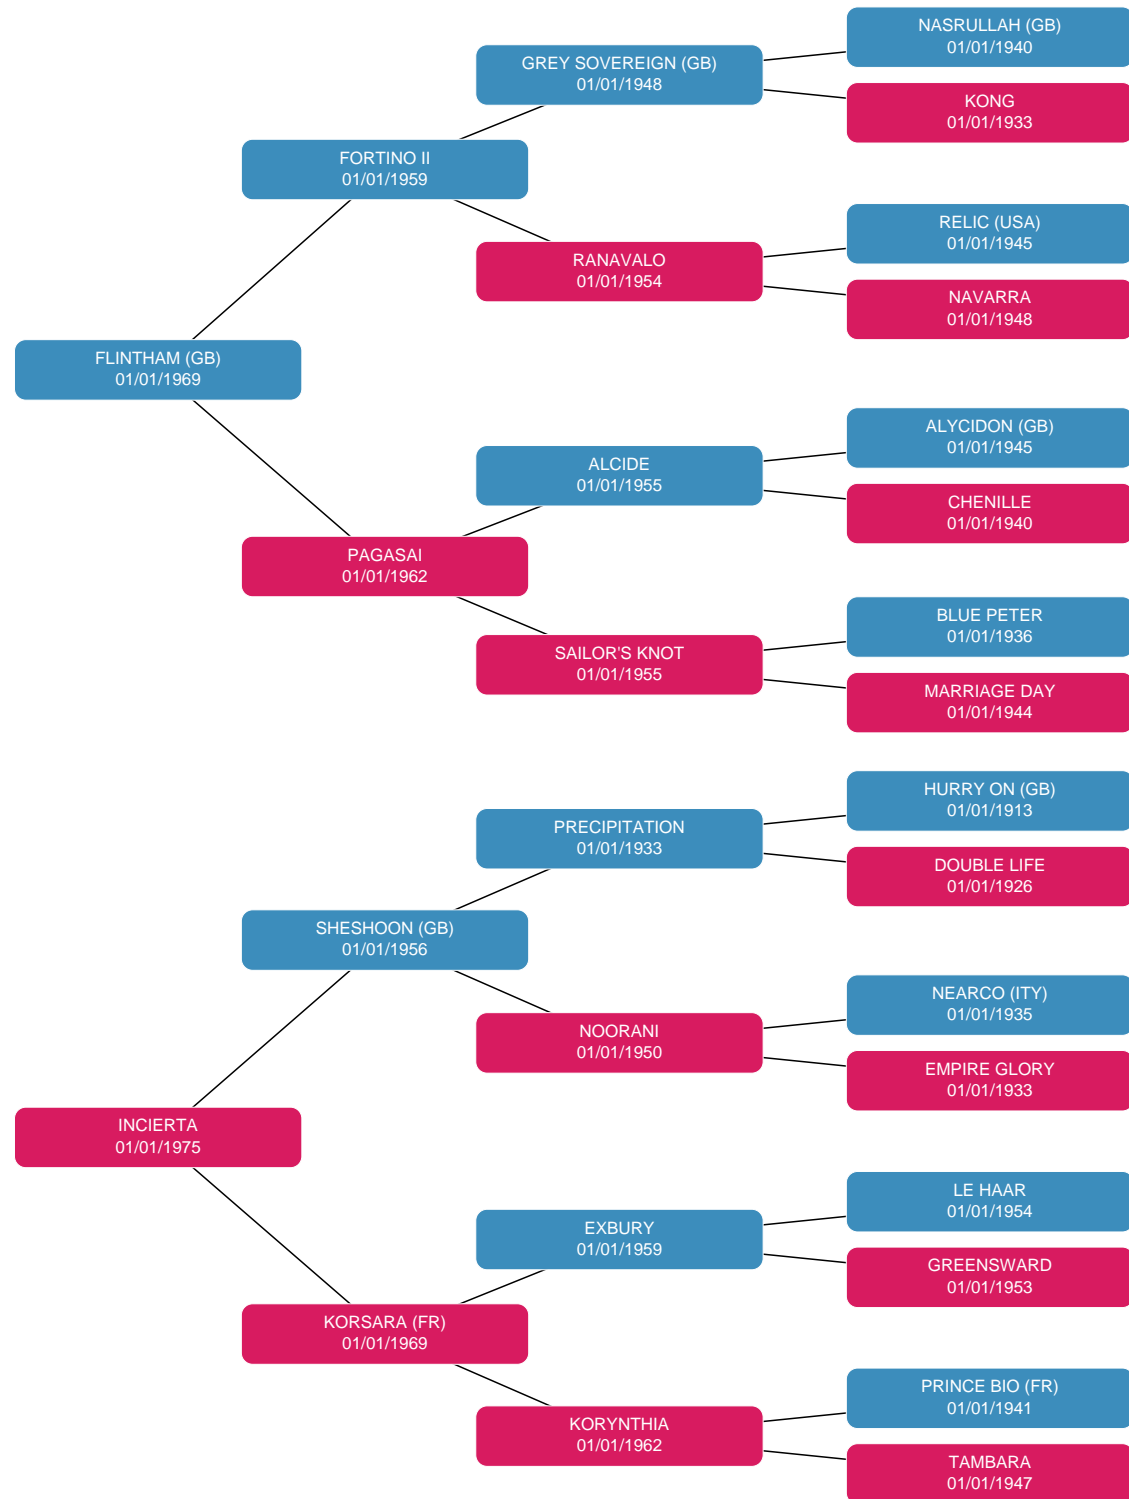 NASRULLAH (GB)
01/01/1940
GREY SOVEREIGN (GB)
01/01/1948
KONG
01/01/1933
FORTINO II
01/01/1959
RELIC (USA)
01/01/1945
RANAVALO
01/01/1954
NAVARRA
01/01/1948
FLINTHAM (GB)
01/01/1969
ALYCIDON (GB)
01/01/1945
ALCIDE
01/01/1955
CHENILLE
01/01/1940
PAGASAI
01/01/1962
BLUE PETER
01/01/1936
SAILOR'S KNOT
01/01/1955
MARRIAGE DAY
01/01/1944
HURRY ON (GB)
01/01/1913
PRECIPITATION
01/01/1933
DOUBLE LIFE
01/01/1926
SHESHOON (GB)
01/01/1956
NEARCO (ITY)
01/01/1935
NOORANI
01/01/1950
EMPIRE GLORY
01/01/1933
INCIERTA
01/01/1975
LE HAAR
01/01/1954
EXBURY
01/01/1959
GREENSWARD
01/01/1953
KORSARA (FR)
01/01/1969
PRINCE BIO (FR)
01/01/1941
KORYNTHIA
01/01/1962
TAMBARA
01/01/1947